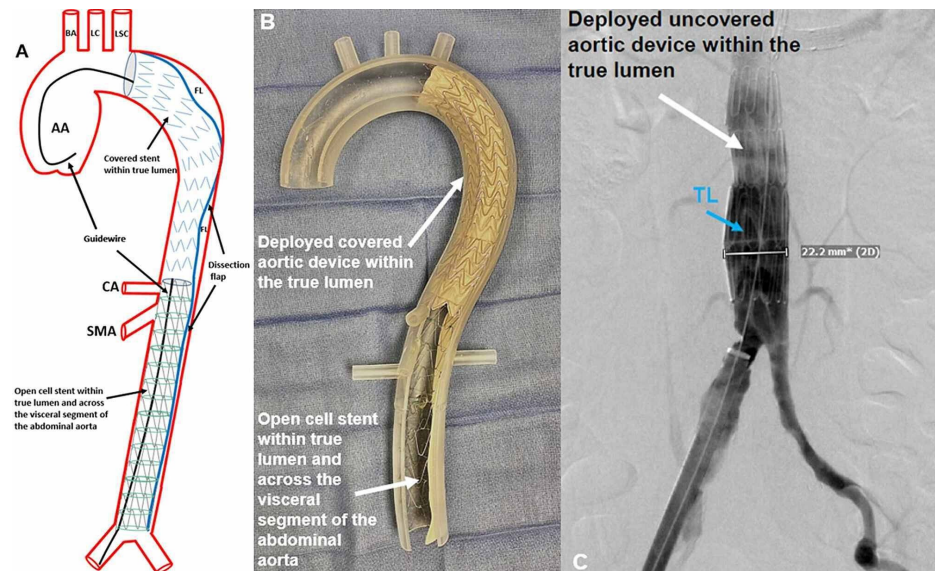 A
BA
LC
LSC
FL
AA
Covered stent
within true lumen
FL
Guidewire
Dissection
flap
CA
SMA
Open cell stent within
true lumen and across
the visceral segment of
the abdominal aorta
B
Deployed covered
aortic device within
the true lumen
Open cell stent
within true
lumen and
across the
visceral
segment of the
abdominal
aorta
Deployed uncovered
aortic device within the
true lumen
TL
22.2 mm* (2D)
C